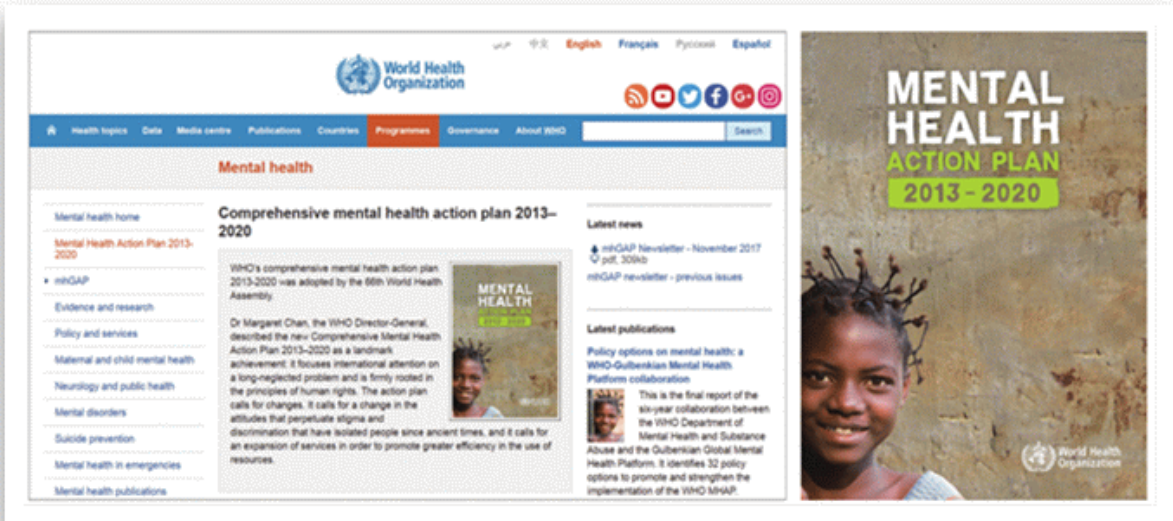 عربي 中文 English Français Русский Español
World Health
Organization
Health topics Data Media centre Publications Countries Programmes Governance About WHO Search
Mental health
Mental health home
Mental Health Action Plan 2013-
2020
mhGAP
Evidence and research
Policy and services
Maternal and child mental health
Neurology and public health
Mental disorders
Suicide prevention
Mental health in emergencies
Mental health publications
Comprehensive mental health action plan 2013–
2020
WHO's comprehensive mental health action plan
2013-2020 was adopted by the 66th World Health
Assembly.
Dr Margaret Chan, the WHO Director-General,
described the new Comprehensive Mental Health
Action Plan 2013–2020 as a landmark
achievement: it focuses international attention on
a long-neglected problem and is firmly rooted in
the principles of human rights. The action plan
calls for changes. It calls for a change in the
attitudes that perpetuate stigma and
discrimination that have isolated people since ancient times, and it calls for
an expansion of services in order to promote greater efficiency in the use of
resources.
MENTAL
HEALTH
ACTION PLAN
2013 - 2020
Latest news
mhGAP Newsletter - November 2017
pdf, 309kb
mhGAP newsletter - previous issues
Latest publications
Policy options on mental health: a
WHO-Gulbenkian Mental Health
Platform collaboration
This is the final report of the
six-year collaboration between
the WHO Department of
Mental Health and Substance
Abuse and the Gulbenkian Global Mental
Health Platform. It identifies 32 policy
options to promote and strengthen the
implementation of the WHO MHAP.
MENTAL
HEALTH
ACTION PLAN
2013 - 2020
World Health
Organization